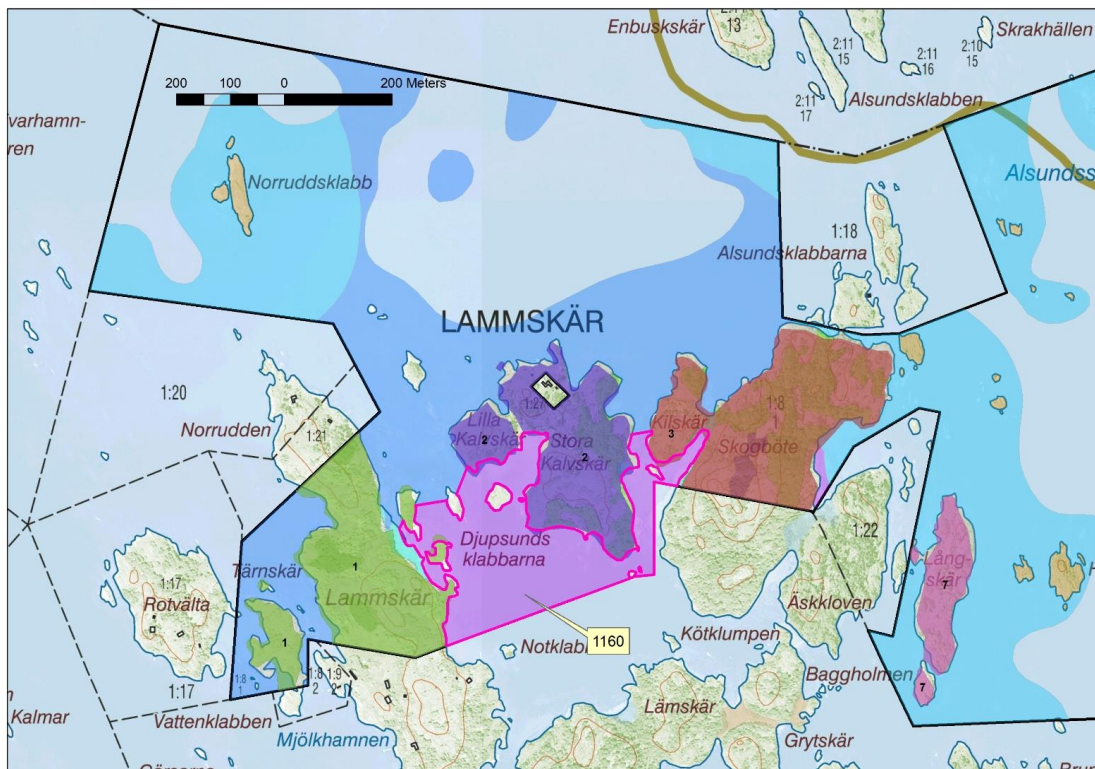 Enbuskskär
13
2:11
15
2:11
16
2:10
15
Skrakhällen
2:11
17
Alsundsklabben
200 100 0 200 Meters
varhamn-
ren
Norruddsklabb
Alsundss
1:18
Alsundsklabbarna
LAMMSKÄR
1:20
Norrudden
1:21
Lilla
Kalvskär
2
Stora
Kalvskär
2
Kilskär
3
1:8
1
Skogböte
Djupsunds
klabbarna
1:22
Lång-
skär
7
1:17
Rotvälta
Tärnskär
1
Lammskär
1
Äskkloven
Notklabb
1160
Kötklumpen
Baggholmen
7
1:17
1:8
1
1:8
2
1:9
2
Kalmar
Vattenklabben
Mjölkhamnen
Lämskär
Grytskär